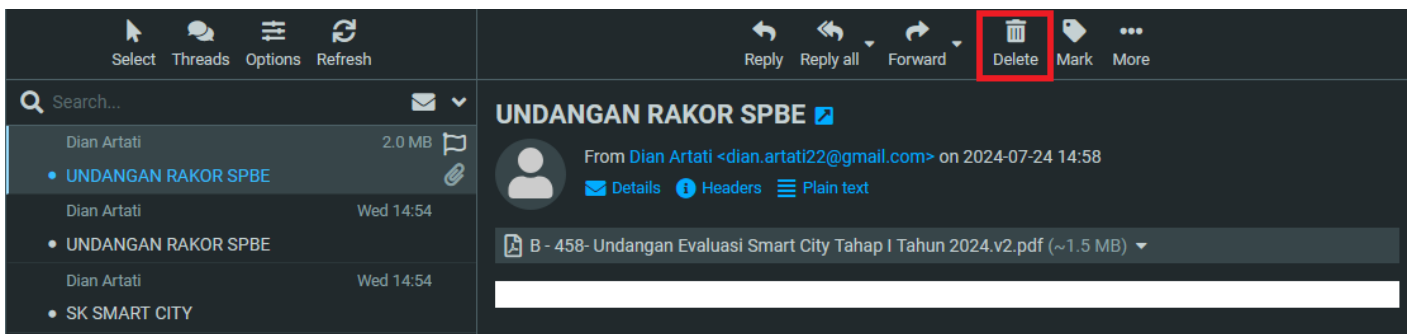 Select Threads Options Refresh
Reply Reply all Forward Delete Mark More
Search...
Dian Artati 2.0 MB
UNDANGAN RAKOR SPBE
Dian Artati Wed 14:54
UNDANGAN RAKOR SPBE
Dian Artati Wed 14:54
SK SMART CITY
UNDANGAN RAKOR SPBE
From Dian Artati <dian.artati22@gmail.com> on 2024-07-24 14:58
Details Headers Plain text
B - 458- Undangan Evaluasi Smart City Tahap I Tahun 2024.v2.pdf (~1.5 MB)